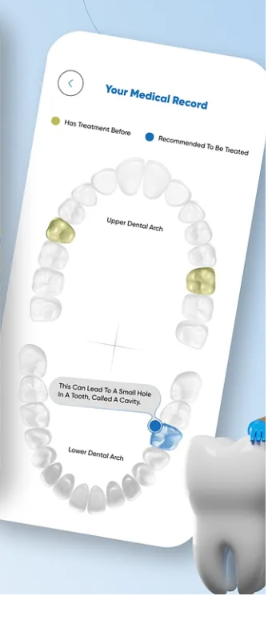 Your Medical Record
Has Treatment Before
Recommended To Be Treated
Upper Dental Arch
This Can Lead To A Small Hole
In A Tooth, Called A Cavity.
Lower Dental Arch